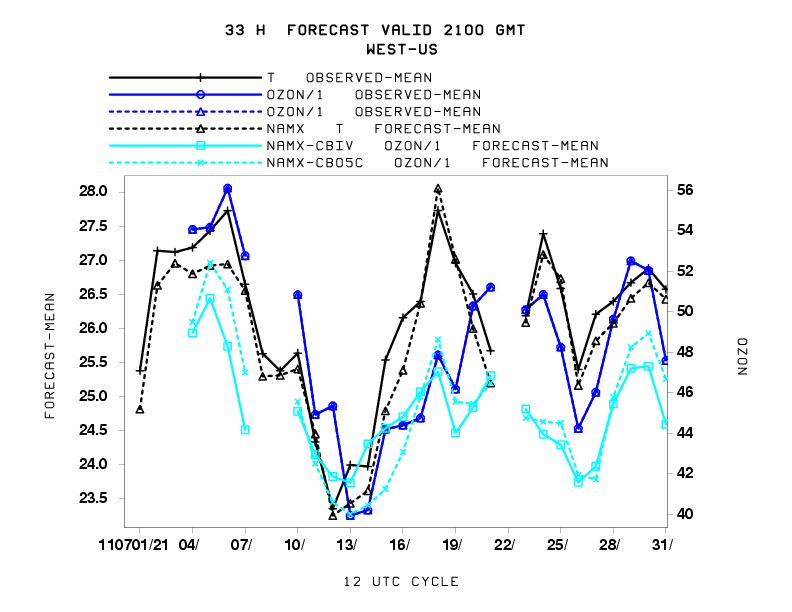 33 H FORECAST VALID 2100 GMT
WEST-US
T OBSERVED-MEAN
OZON/1 OBSERVED-MEAN
OZON/1 OBSERVED-MEAN
NAMX T FORECAST-MEAN
NAMX-CBIV OZON/1 FORECAST-MEAN
NAMX-CB05C OZON/1 FORECAST-MEAN
28.0
27.5
27.0
26.5
26.0
25.5
25.0
24.5
24.0
23.5
FORECAST-MEAN
56
54
52
50
48
46
44
42
40
OZON
110701/21 04/ 07/ 10/ 13/ 16/ 19/ 22/ 25/ 28/ 31/
12 UTC CYCLE